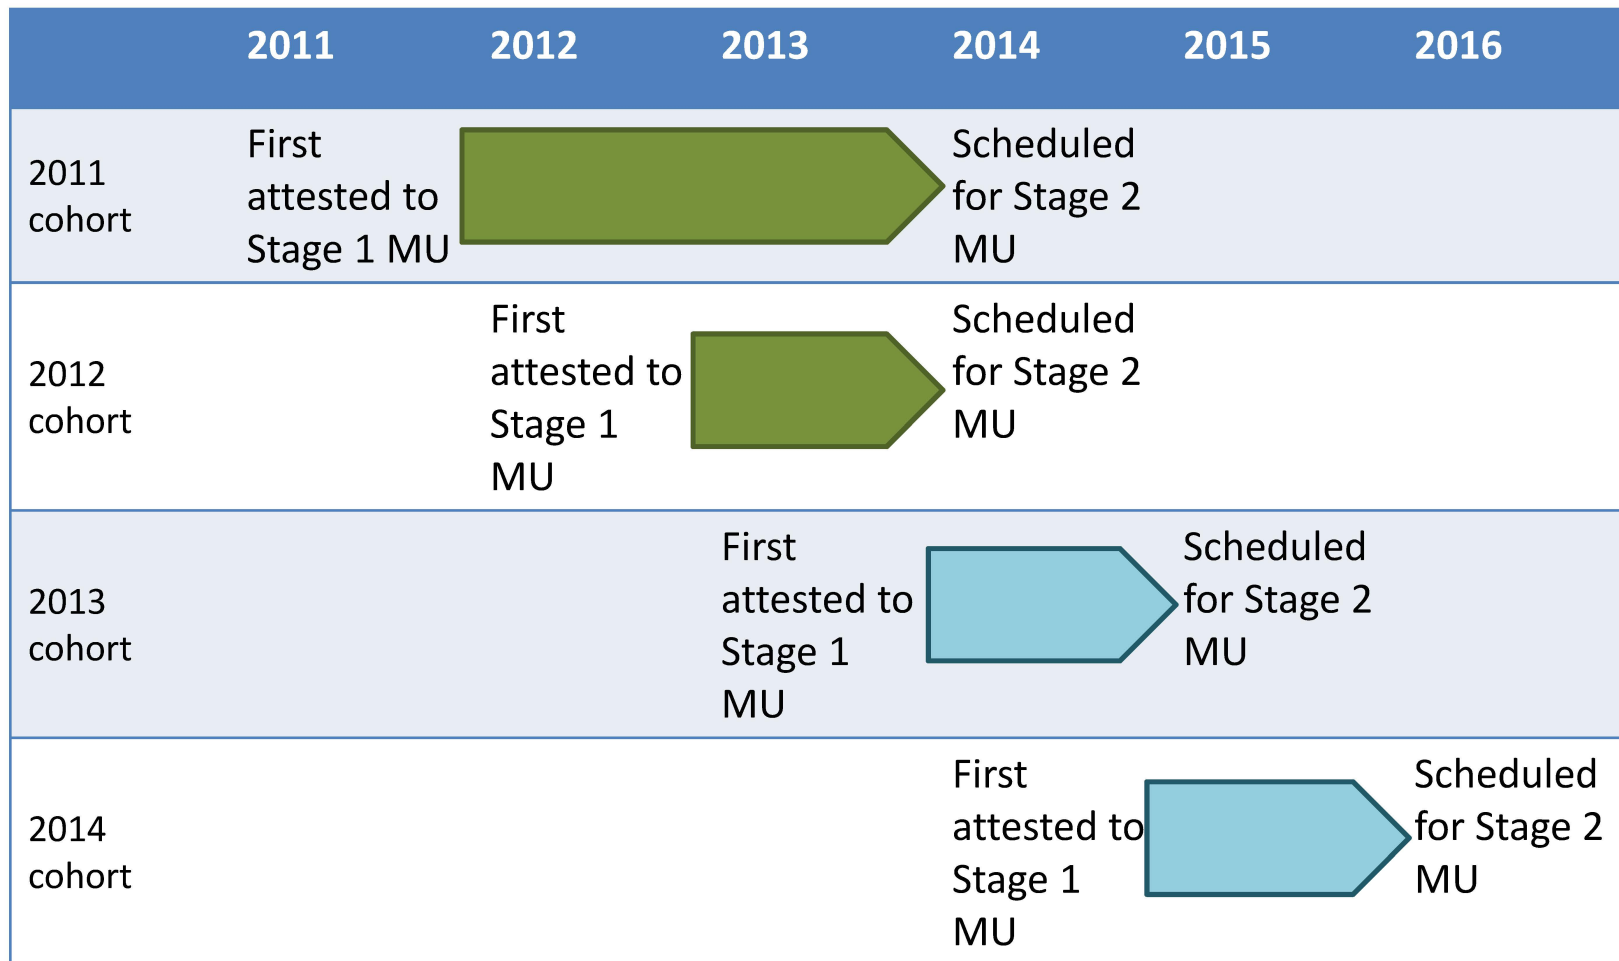 2011 2012 2013 2014 2015 2016
2011
cohort
First
attested to
Stage 1 MU
Scheduled
for Stage 2
MU
2012
cohort
First
attested to
Stage 1
MU
Scheduled
for Stage 2
MU
2013
cohort
First
attested to
Stage 1
MU
Scheduled
for Stage 2
MU
2014
cohort
First
attested to
Stage 1
MU
Scheduled
for Stage 2
MU